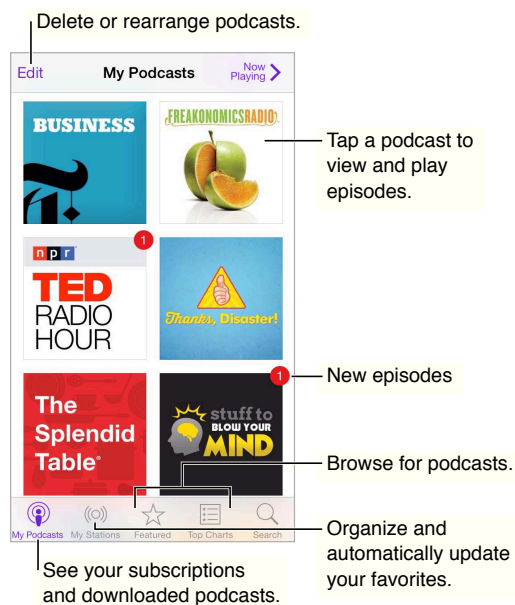 Delete or rearrange podcasts.
Edit
My Podcasts
Now
Playing
BUSINESS
FREAKONOMICS RADIO
Tap a podcast to
view and play
episodes.
npr
1
TED
RADIO
HOUR
Thanks, Disaster!
1
New episodes
The
Splendid
Table®
stuff to
BLOW YOUR
MIND
Browse for podcasts.
My Podcasts
My Stations
Featured
Top Charts
Search
Organize and
automatically update
your favorites.
See your subscriptions
and downloaded podcasts.